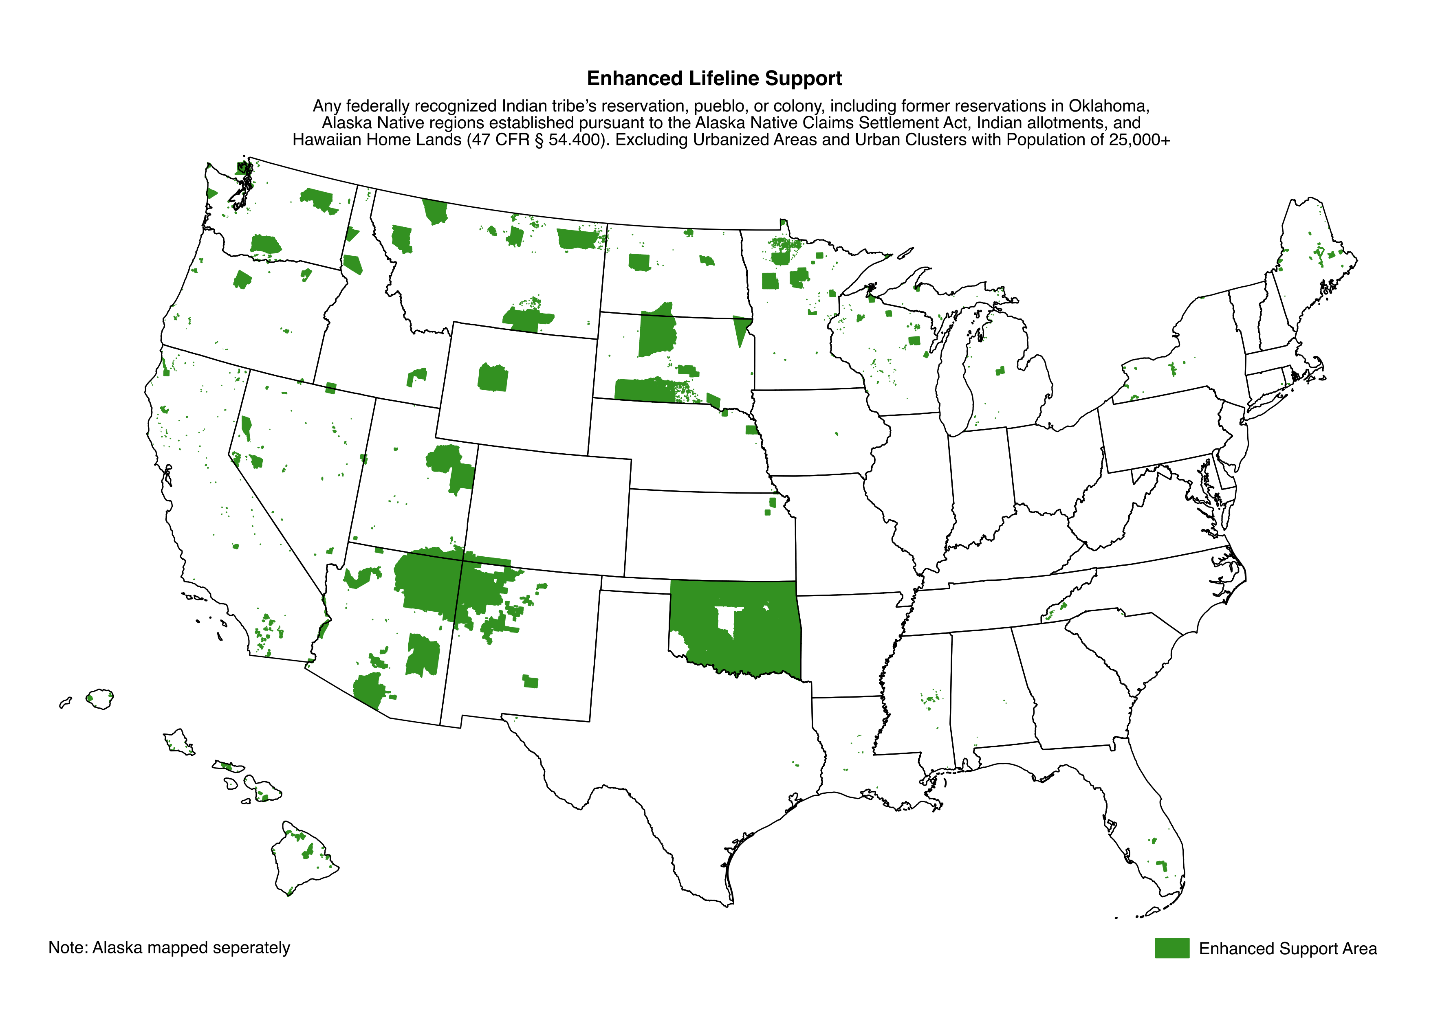 Enhanced Lifeline Support
Any federally recognized Indian tribe’s reservation, pueblo, or colony, including former reservations in Oklahoma,
Alaska Native regions established pursuant to the Alaska Native Claims Settlement Act, Indian allotments, and
Hawaiian Home Lands (47 CFR § 54.400). Excluding Urbanized Areas and Urban Clusters with Population of 25,000+
Note: Alaska mapped seperately
Enhanced Support Area